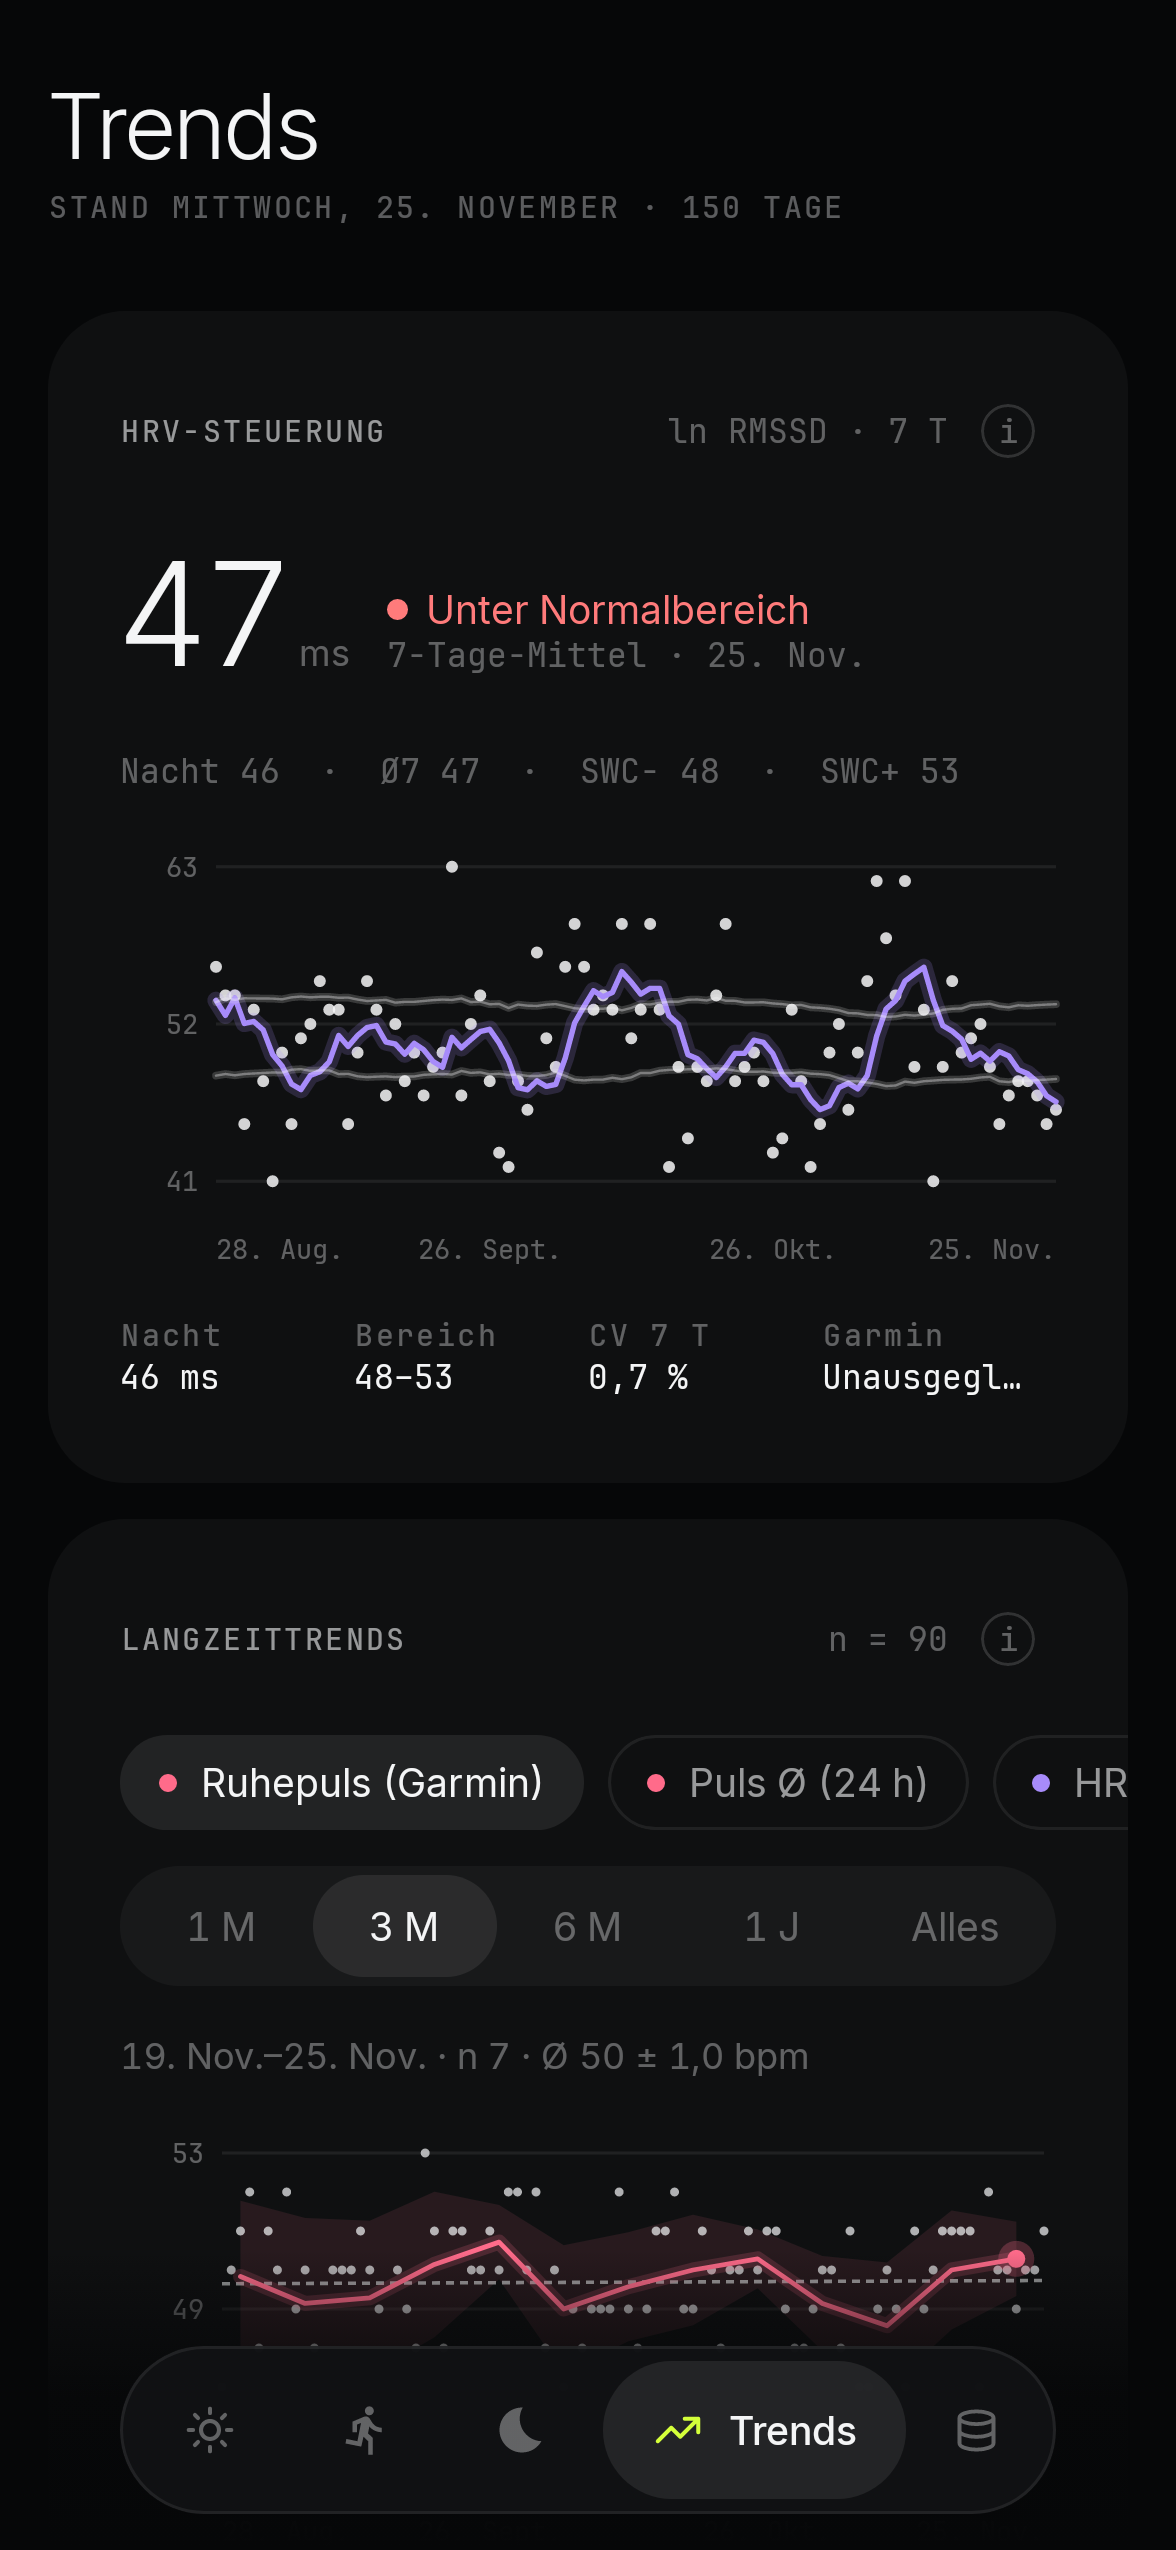 Trends
STAND MITTWOCH, 25. NOVEMBER · 150 TAGE
HRV-STEUERUNG
ln RMSSD · 7 T
i
47 ms
Unter Normalbereich
7-Tage-Mittel · 25. Nov.
Nacht 46 · Ø7 47 · SWC- 48 · SWC+ 53
63
52
41
28. Aug. 26. Sept. 26. Okt. 25. Nov.
Nacht Bereich CV 7 T Garmin
46 ms 48–53 0,7 % Unausgegl…
LANGZEITTRENDS
n = 90
i
Ruhepuls (Garmin) Puls Ø (24 h) HR
1 M 3 M 6 M 1 J Alles
19. Nov.–25. Nov. · n 7 · Ø 50 ± 1,0 bpm
53
49
Trends